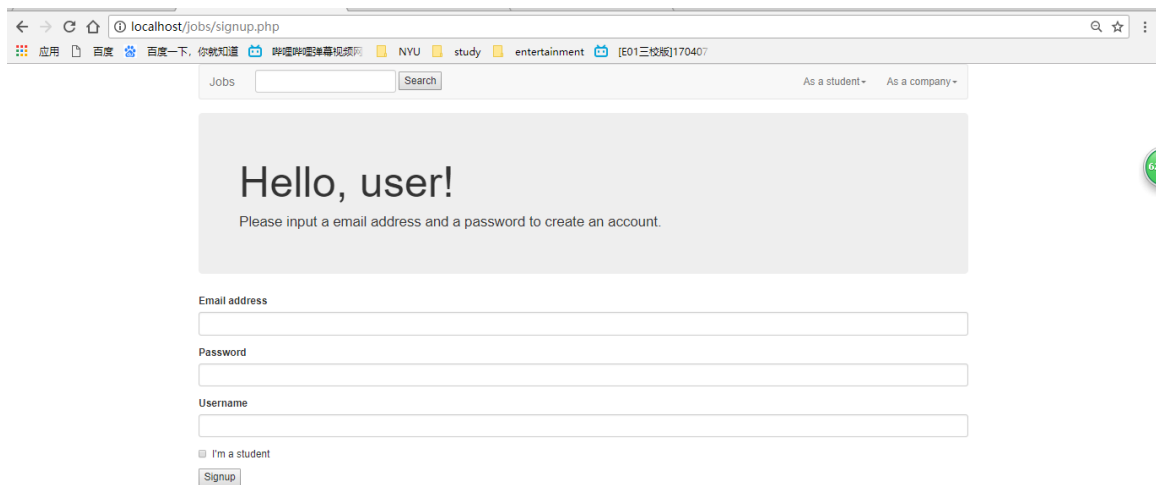 localhost/jobs/signup.php
应用 百度 百度一下，你就知道 哔哩哔哩弹幕视频网 NYU study entertainment [E01三校版]170407
Jobs Search As a student As a company
Hello, user!
Please input a email address and a password to create an account.
Email address
Password
Username
I'm a student
Signup